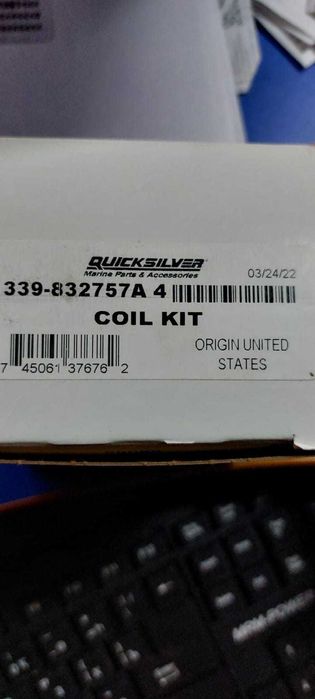 QUICKSILVER
Marine Parts & Accessories
03/24/22
339-832757A 4
COIL KIT
7 45061 37676 2
ORIGIN UNITED
STATES